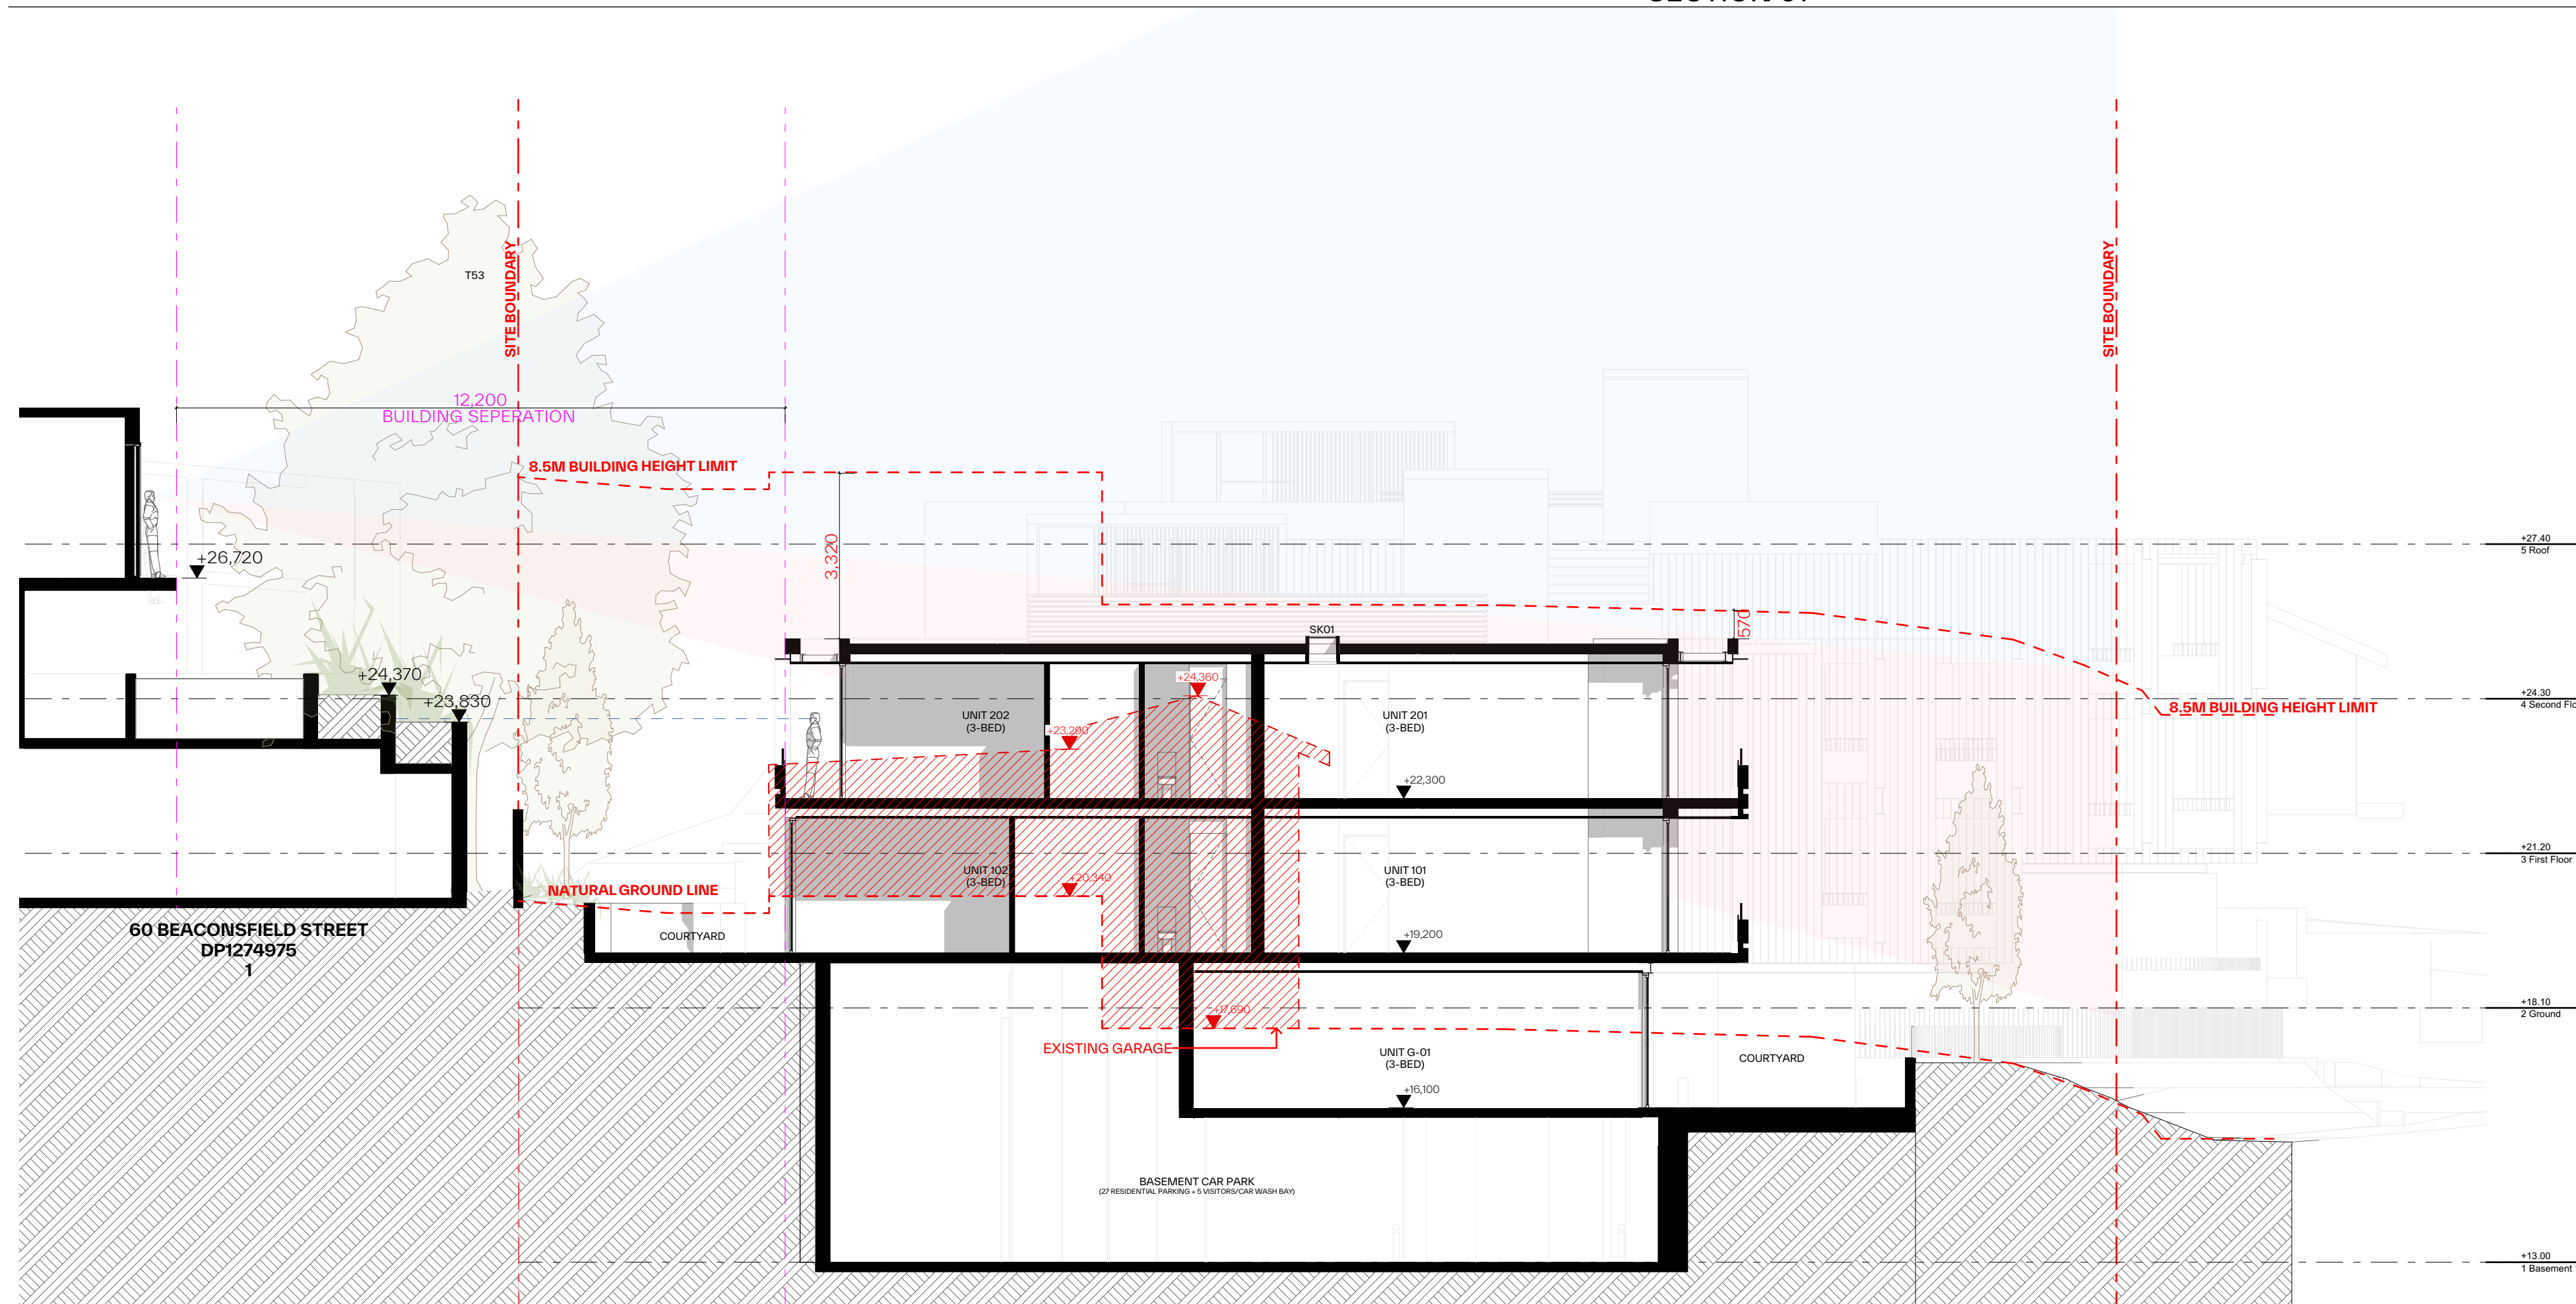 T53
SITE BOUNDARY
SITE BOUNDARY
12,200
BUILDING SEPERATION
8.5M BUILDING HEIGHT LIMIT
3,320
+26,720
+27.40
5 Roof
570
SK01
+24,370
+23,830
+24,360
+24.30
8.5M BUILDING HEIGHT LIMIT
4 Second Flo
UNIT 202
(3-BED)
UNIT 201
(3-BED)
+22,300
+21.20
3 First Floor
UNIT 102
(3-BED)
+20,340
UNIT 101
(3-BED)
NATURAL GROUND LINE
60 BEACONSFIELD STREET
DP1274975
1
COURTYARD
+19,200
+18.10
2 Ground
+17,690
EXISTING GARAGE
UNIT G-01
(3-BED)
COURTYARD
+16,100
BASEMENT CAR PARK
(27 RESIDENTIAL PARKING + 5 VISITORS/CAR WASH BAY)
+13.00
1 Basement